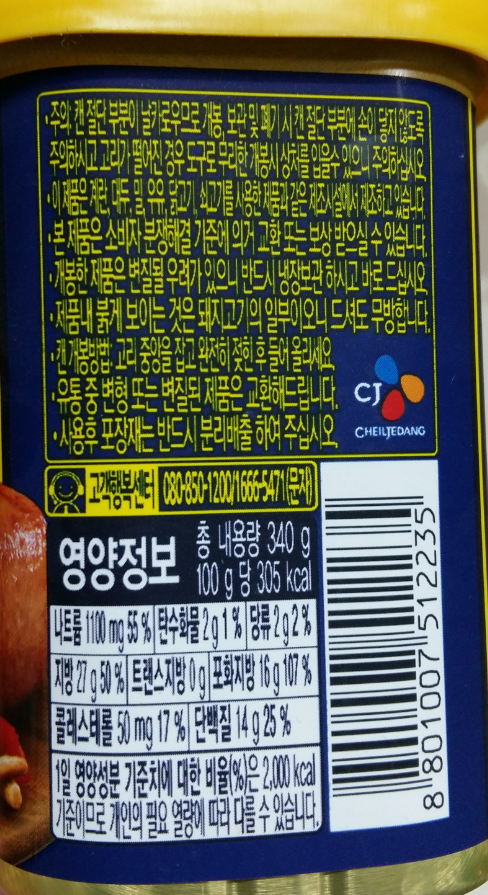 ·주의: 캔 절단 부분이 날카로우므로 개봉, 보관 및 폐기 시 캔 절단 부분에 손이 닿지 않도록
주의하시고 고리가 떨어진 경우 도구로 무리한 개봉시 상처를 입을 수 있으니 주의하십시오.
·이 제품은 계란, 대두, 밀, 우유, 닭고기, 쇠고기를 사용한 제품과 같은 제조시설에서 제조하고 있습니다.
·본 제품은 소비자 분쟁해결 기준에 의거 교환 또는 보상 받으실 수 있습니다.
·개봉한 제품은 변질될 우려가 있으니 반드시 냉장보관 하시고 바로 드십시오.
·제품내 붉게 보이는 것은 돼지고기의 일부이오니 드셔도 무방합니다.
·캔 개봉방법: 고리 중앙을 잡고 완전히 젖힌 후 들어 올리세요.
·유통 중 변형 또는 변질된 제품은 교환해드립니다.
·사용후 포장재는 반드시 분리배출 하여 주십시오.
CJ
CHEILJEDANG
고객행복센터 080-850-1200/1666-5471(문자)
영양정보 총 내용량 340 g
100 g 당 305 kcal
나트륨 1100 mg 55 % 탄수화물 2 g 1 % 당류 2 g 2 %
지방 27 g 50 % 트랜스지방 0 g 포화지방 16 g 107 %
콜레스테롤 50 mg 17 % 단백질 14 g 25 %
1일 영양성분 기준치에 대한 비율(%)은 2,000 kcal
기준이므로 개인의 필요 열량에 따라 다를 수 있습니다.
8 801007 512235